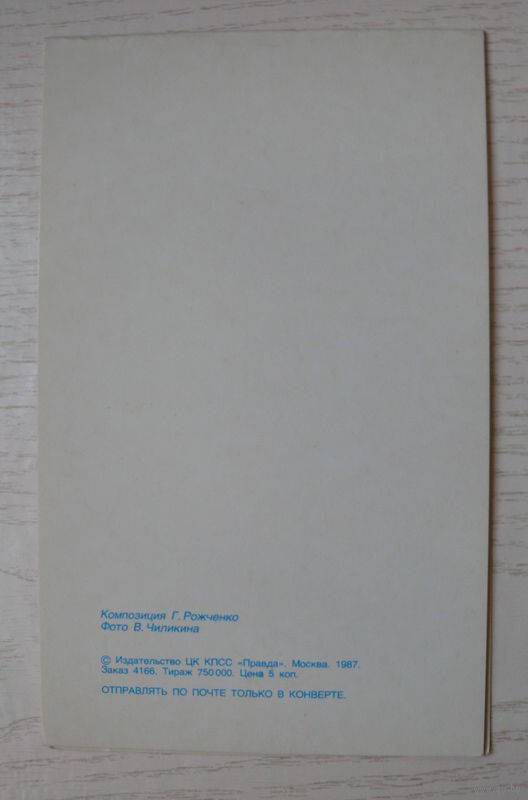 Композиция Г. Рожченко
Фото В. Чиликина
© Издательство ЦК КПСС «Правда». Москва. 1987.
Заказ 4166. Тираж 750 000. Цена 5 коп.
ОТПРАВЛЯТЬ ПО ПОЧТЕ ТОЛЬКО В КОНВЕРТЕ.